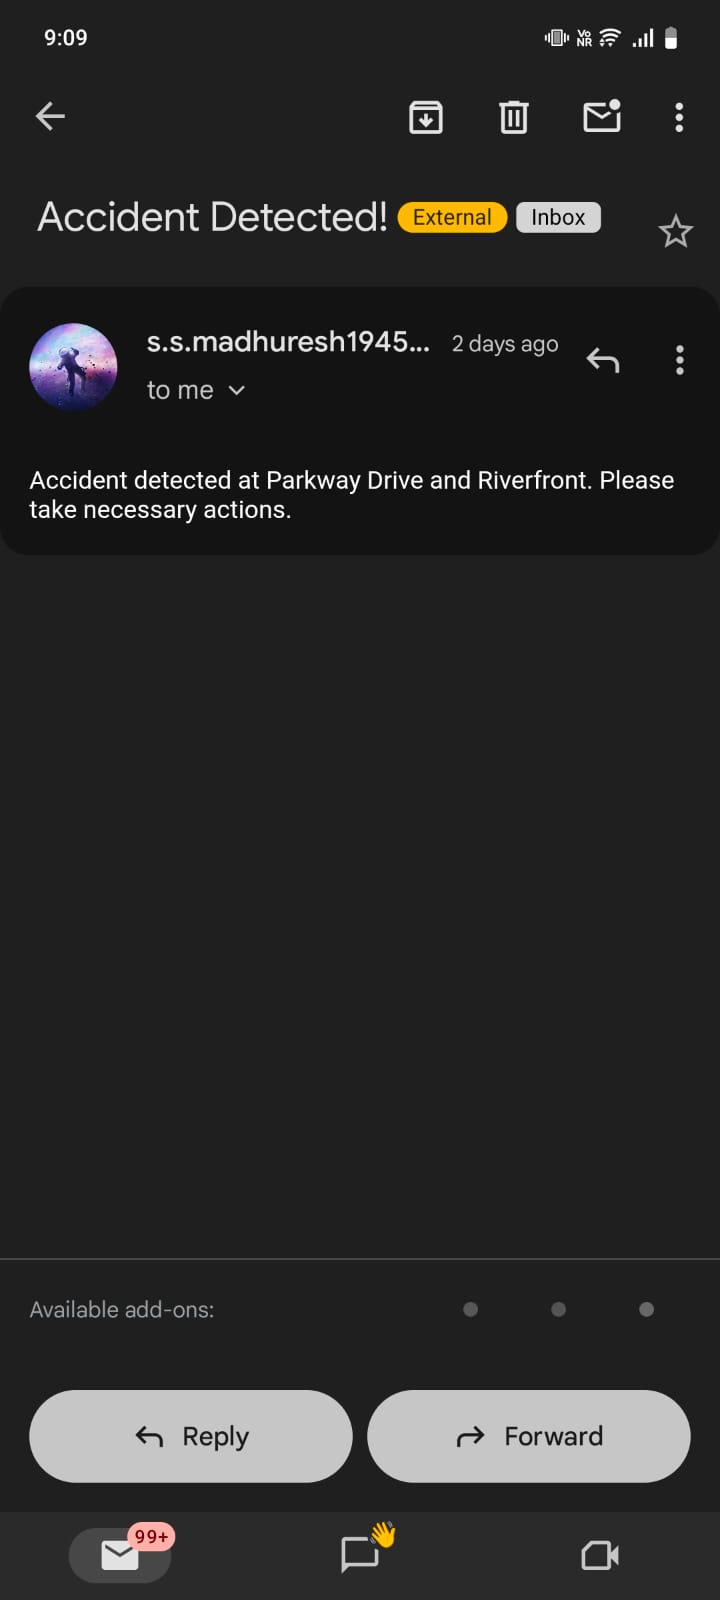 9:09
Vo
NR
Accident Detected! External Inbox
s.s.madhuresh1945... 2 days ago
to me
Accident detected at Parkway Drive and Riverfront. Please
take necessary actions.
Available add-ons:
Reply
Forward
99+